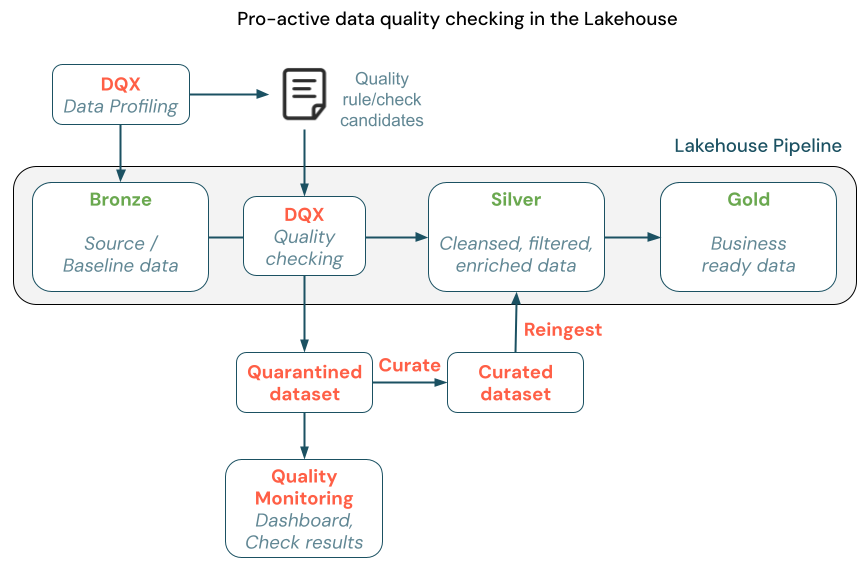 Pro-active data quality checking in the Lakehouse
DQX
Data Profiling
Quality
rule/check
candidates
Lakehouse Pipeline
Bronze
Source /
Baseline data
DQX
Quality
checking
Silver
Cleansed, filtered,
enriched data
Gold
Business
ready data
Reingest
Quarantined
dataset
Curate
Curated
dataset
Quality
Monitoring
Dashboard,
Check results